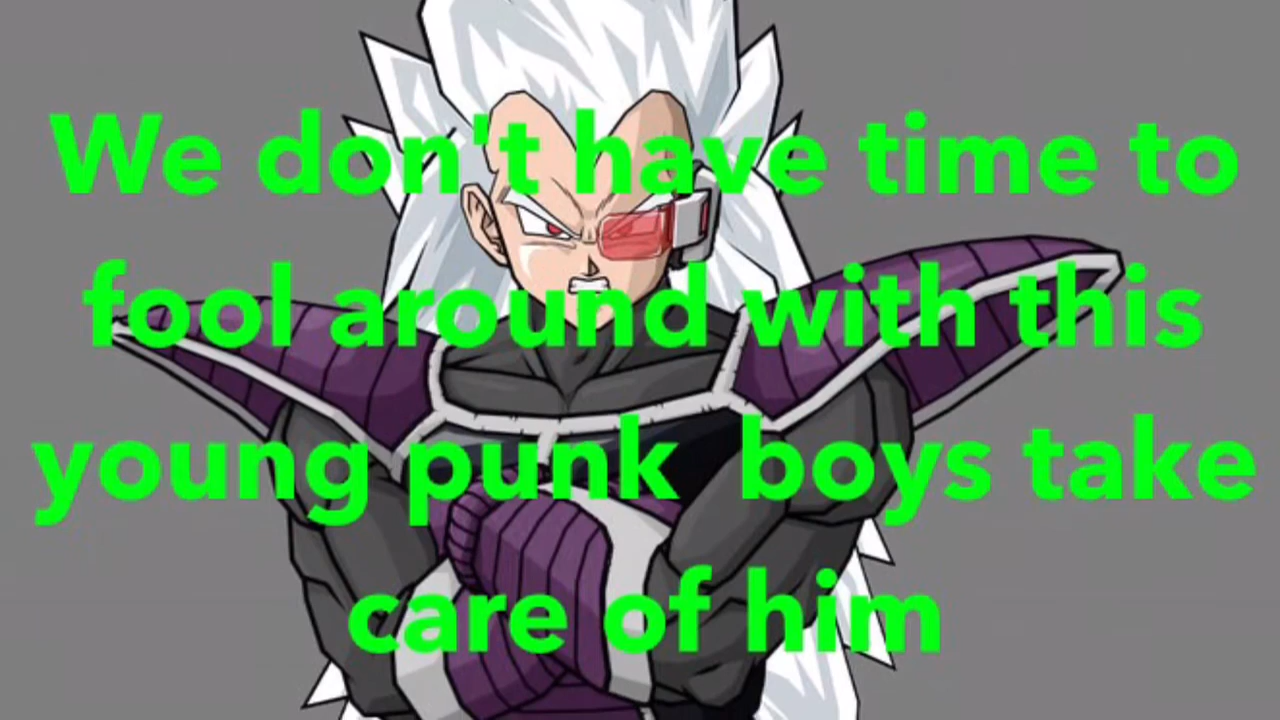 We don't have time to
fool around with this
young punk  boys take
care of him